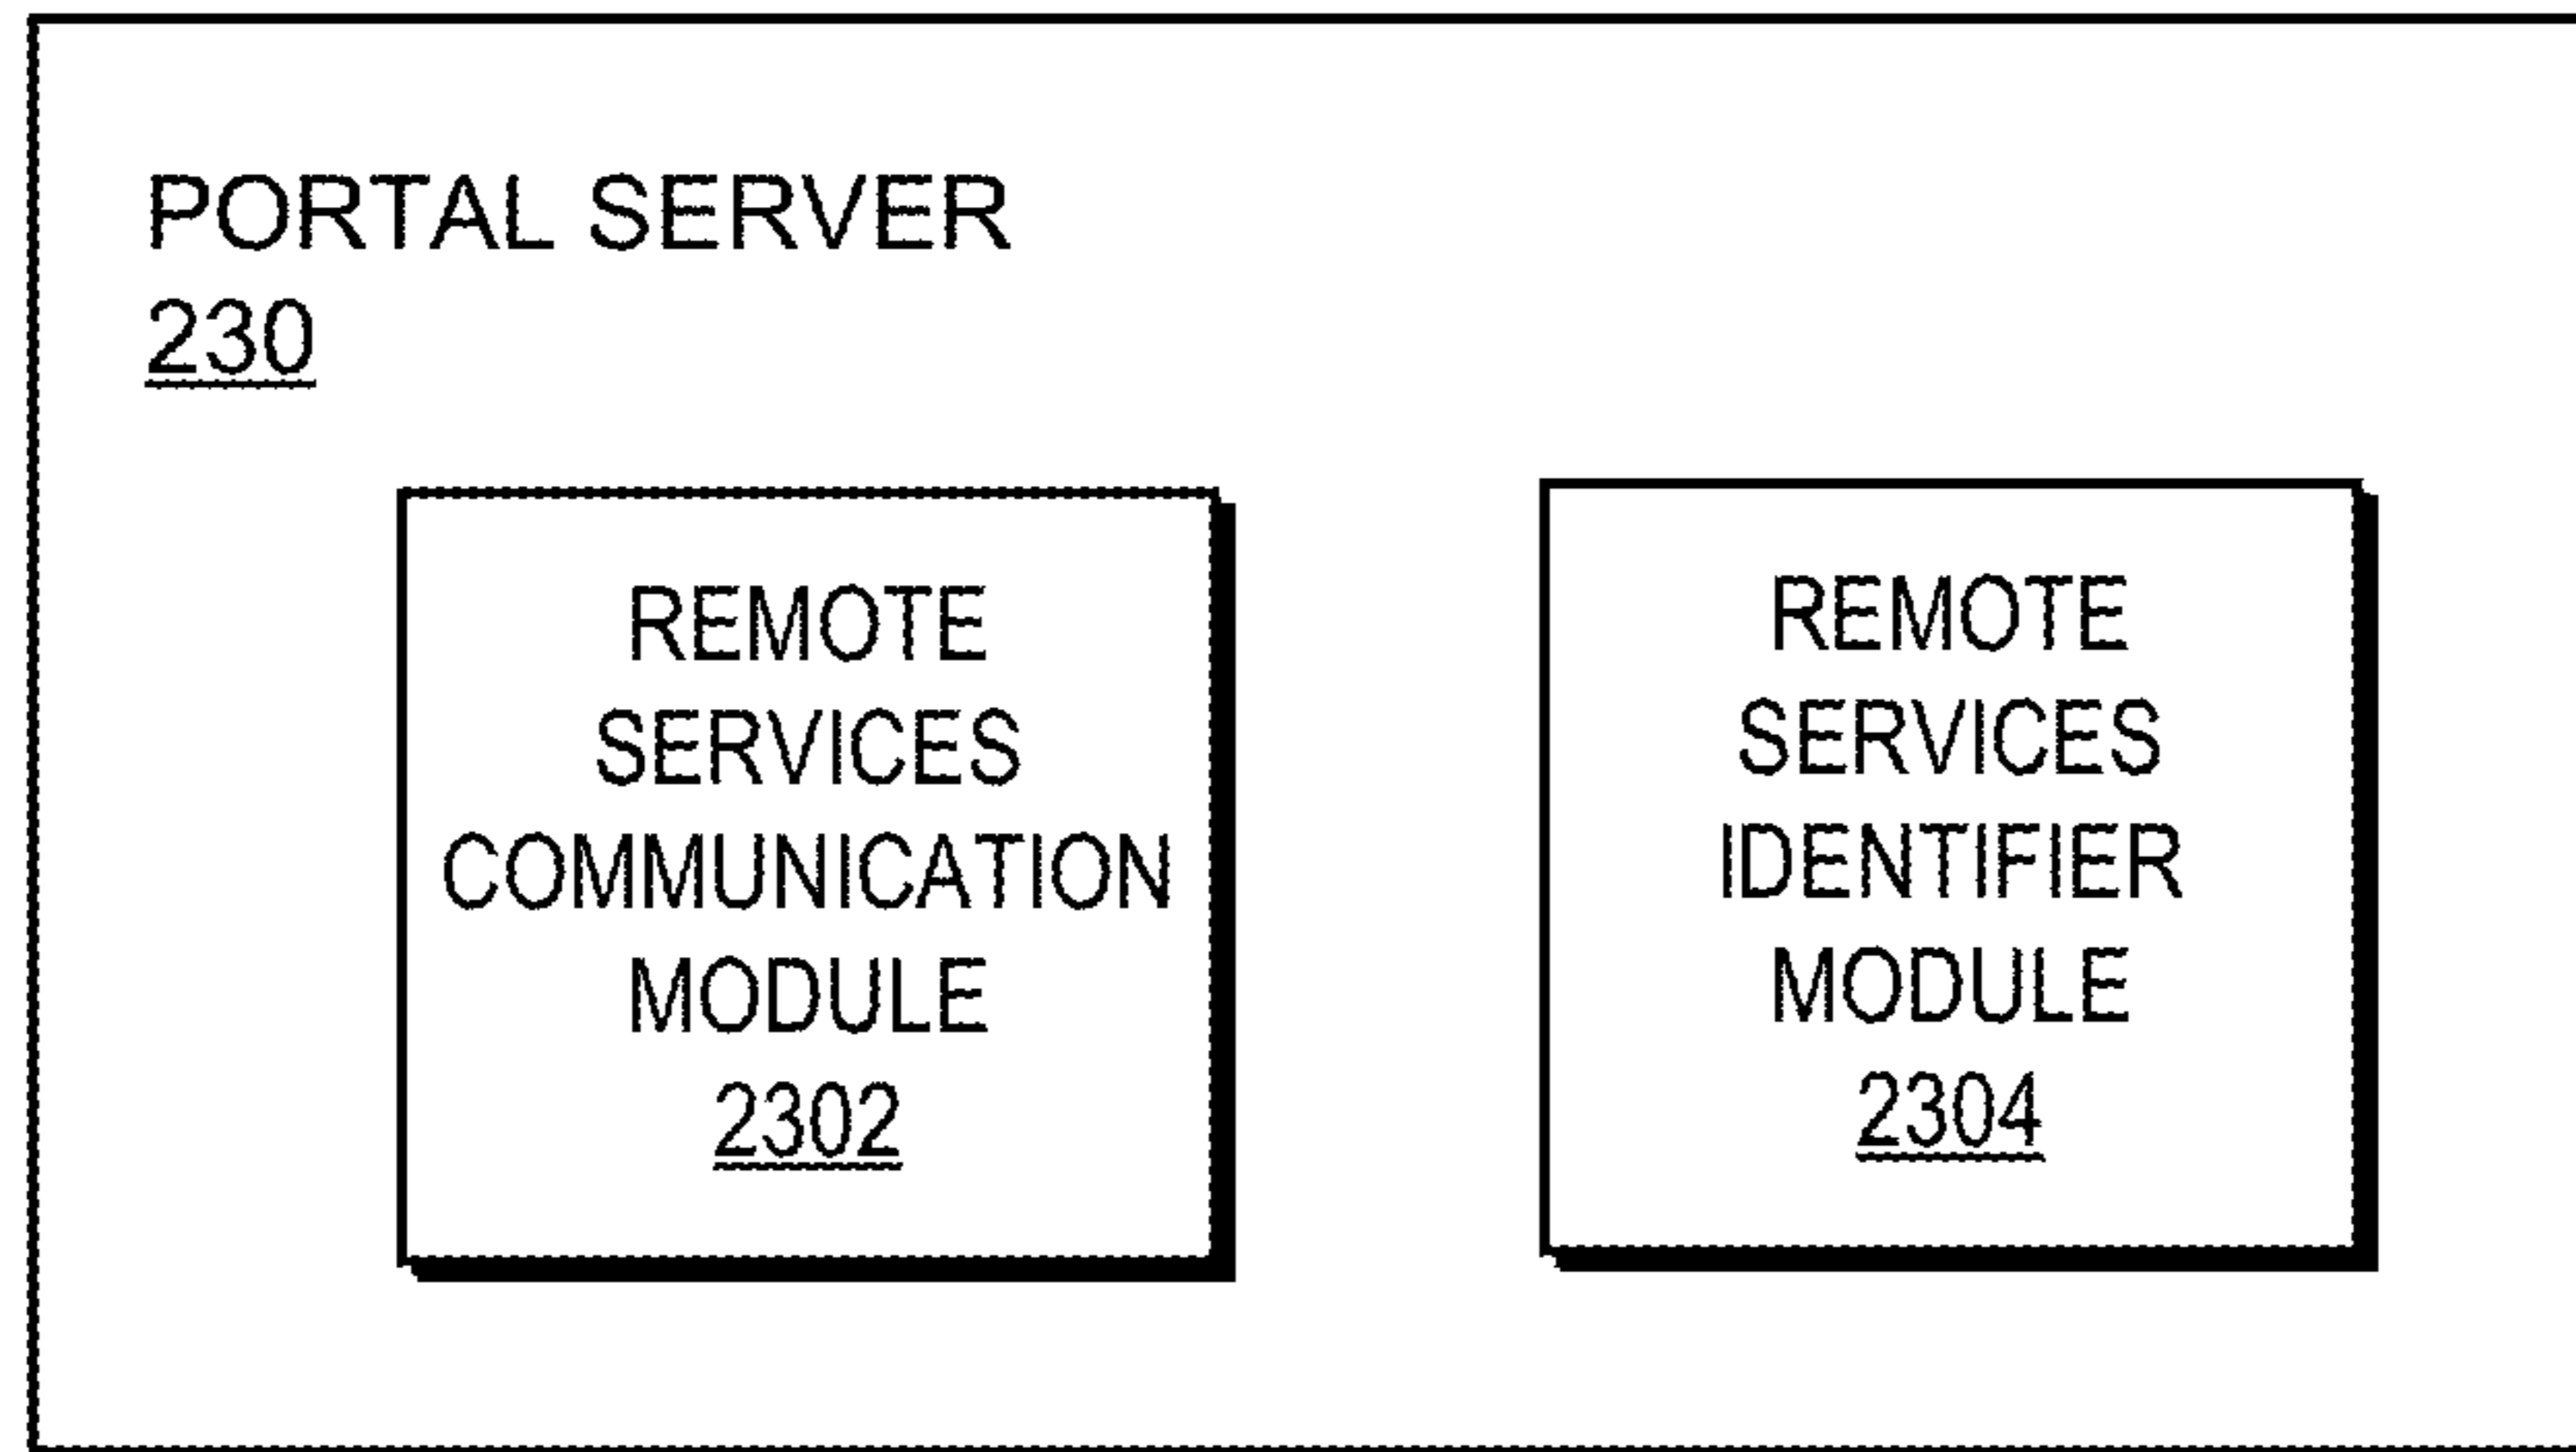 PORTAL SERVER
230
REMOTE
SERVICES
COMMUNICATION
MODULE
2302
REMOTE
SERVICES
IDENTIFIER
MODULE
2304